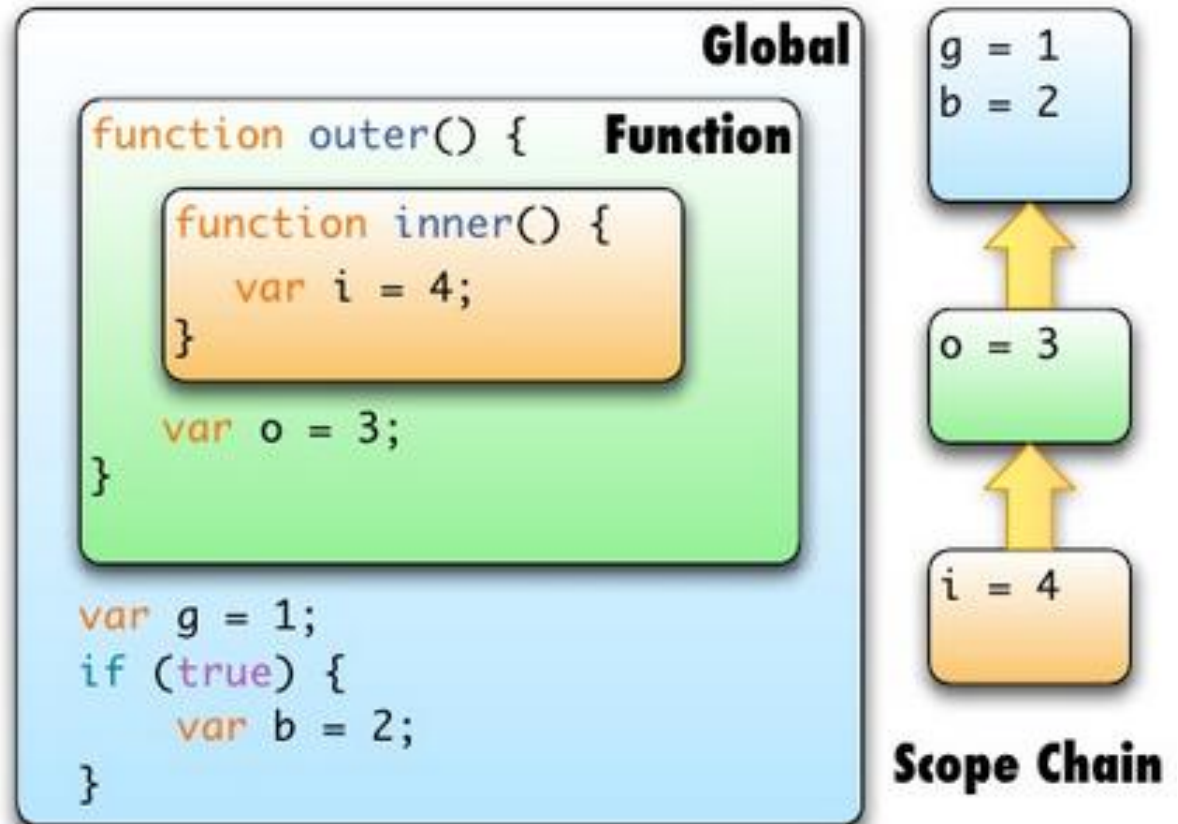 Global
function outer() {
Function
function inner() {
var i = 4;
}
var o = 3;
}
var g = 1;
if (true) {
var b = 2;
}
g = 1
b = 2
o = 3
i = 4
Scope Chain